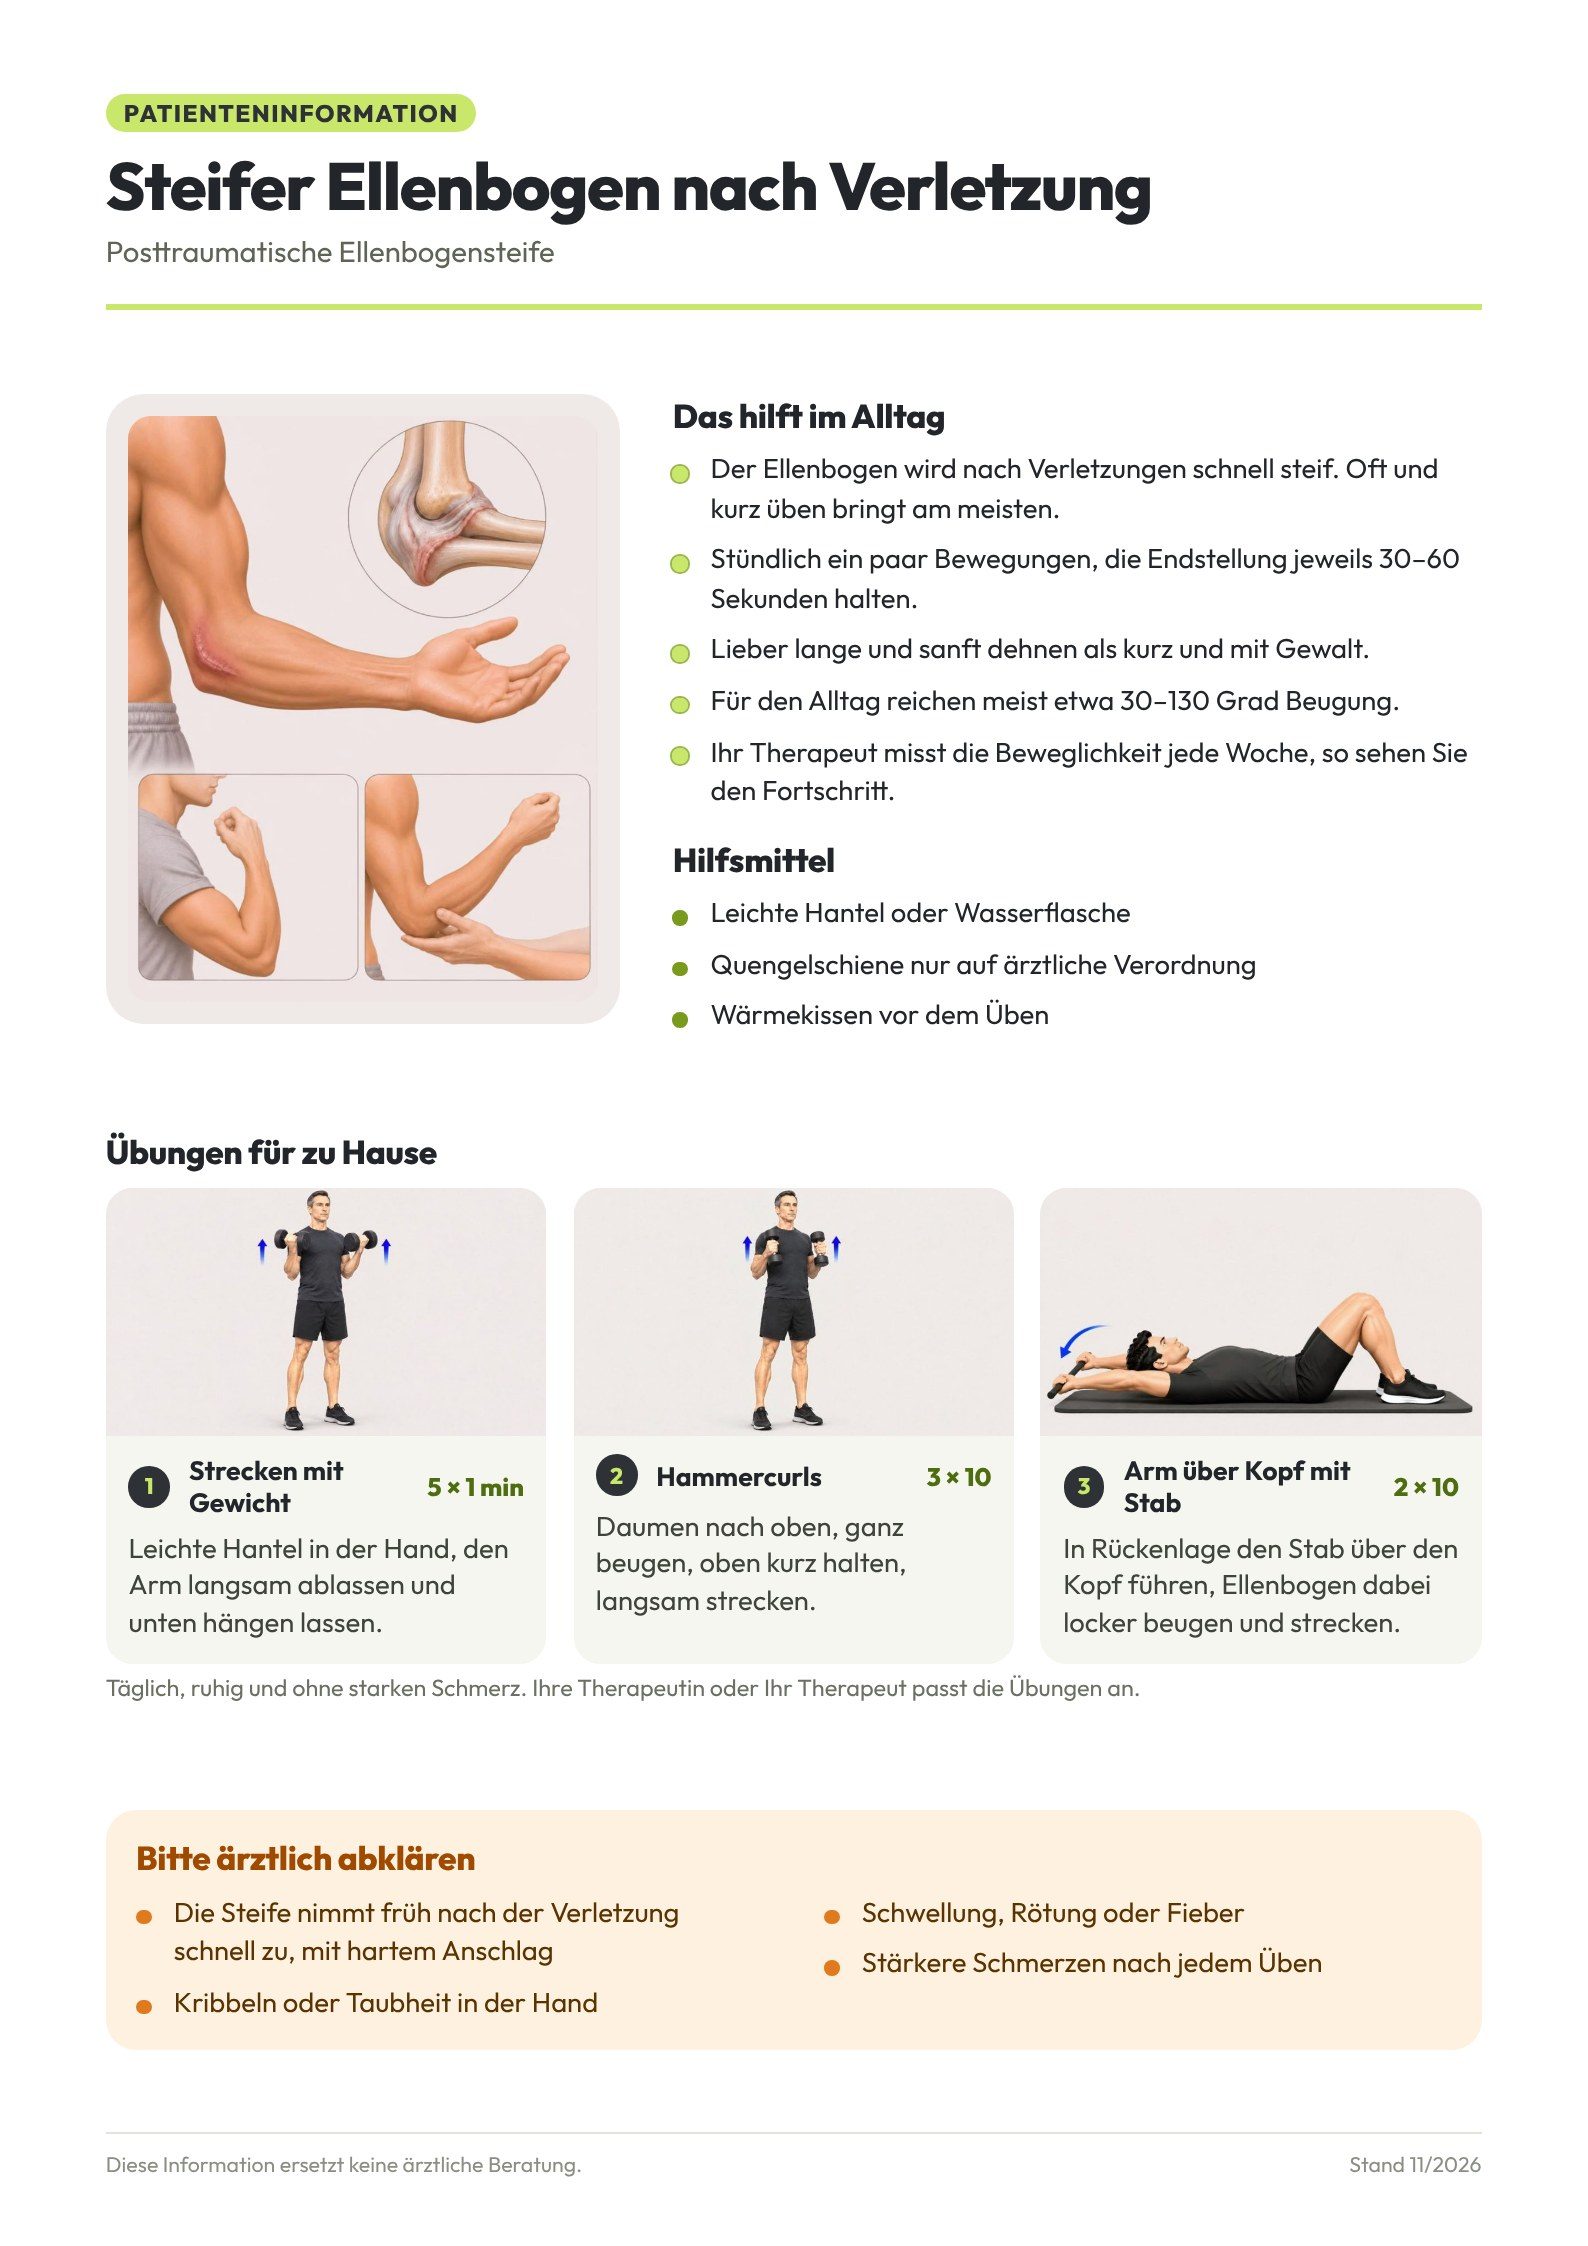 PATIENTENINFORMATION
Steifer Ellenbogen nach Verletzung
Posttraumatische Ellenbogensteife
Das hilft im Alltag
Der Ellenbogen wird nach Verletzungen schnell steif. Oft und
kurz üben bringt am meisten.
Stündlich ein paar Bewegungen, die Endstellung jeweils 30–60
Sekunden halten.
Lieber lange und sanft dehnen als kurz und mit Gewalt.
Für den Alltag reichen meist etwa 30–130 Grad Beugung.
Ihr Therapeut misst die Beweglichkeit jede Woche, so sehen Sie
den Fortschritt.
Hilfsmittel
Leichte Hantel oder Wasserflasche
Quengelschiene nur auf ärztliche Verordnung
Wärmekissen vor dem Üben
Übungen für zu Hause
1
Strecken mit
Gewicht
5 × 1 min
Leichte Hantel in der Hand, den
Arm langsam ablassen und
unten hängen lassen.
2
Hammercurls
3 × 10
Daumen nach oben, ganz
beugen, oben kurz halten,
langsam strecken.
3
Arm über Kopf mit
Stab
2 × 10
In Rückenlage den Stab über den
Kopf führen, Ellenbogen dabei
locker beugen und strecken.
Täglich, ruhig und ohne starken Schmerz. Ihre Therapeutin oder Ihr Therapeut passt die Übungen an.
Bitte ärztlich abklären
Die Steife nimmt früh nach der Verletzung
schnell zu, mit hartem Anschlag
Kribbeln oder Taubheit in der Hand
Schwellung, Rötung oder Fieber
Stärkere Schmerzen nach jedem Üben
Diese Information ersetzt keine ärztliche Beratung.
Stand 11/2026